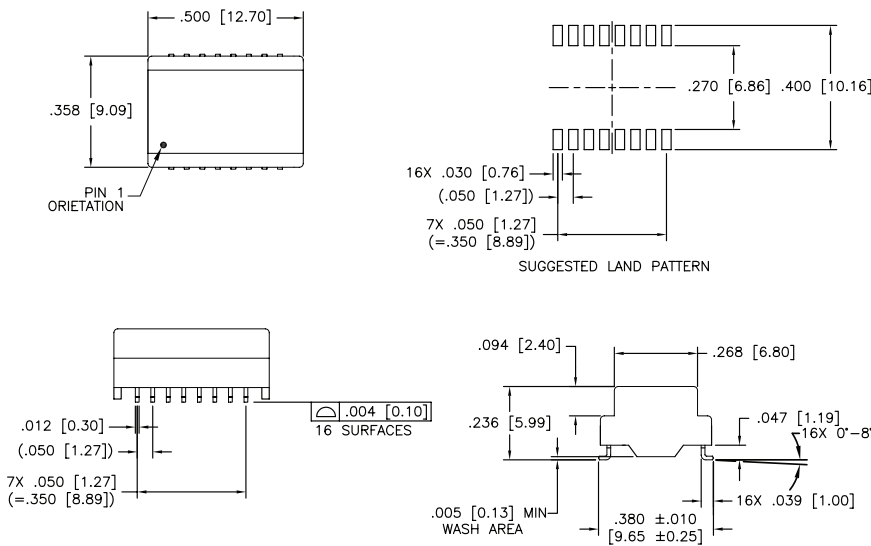 .500 [12.70]
.358 [9.09]
PIN 1
ORIETATION
.270 [6.86]
.400 [10.16]
16X .030 [0.76]
(.050 [1.27])
7X .050 [1.27]
(=.350 [8.89])
SUGGESTED LAND PATTERN
.012 [0.30]
(.050 [1.27])
7X .050 [1.27]
(=.350 [8.89])
.004 [0.10]
16 SURFACES
.094 [2.40]
.268 [6.80]
.236 [5.99]
.047 [1.19]
16X 0°-8°
.005 [0.13] MIN
WASH AREA
.380 ±.010
[9.65 ±0.25]
16X .039 [1.00]